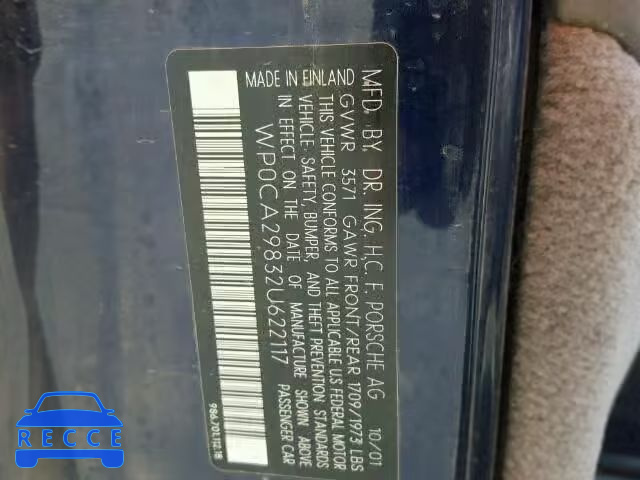 MFD. BY. DR. ING. H.C. F. PORSCHE AG 10/01
GVWR 3571 GAWR FRONT/REAR 1709/1973 LBS
THIS VEHICLE CONFORMS TO ALL APPLICABLE U.S FEDERAL MOTOR
VEHICLE- SAFETY, BUMPER, AND THEFT PREVENTION STANDARDS
IN EFFECT ON THE DATE OF MANUFACTURE SHOWN ABOVE.
MADE IN FINLAND
PASSENGER CAR
WP0CA29832U622117
RECCE